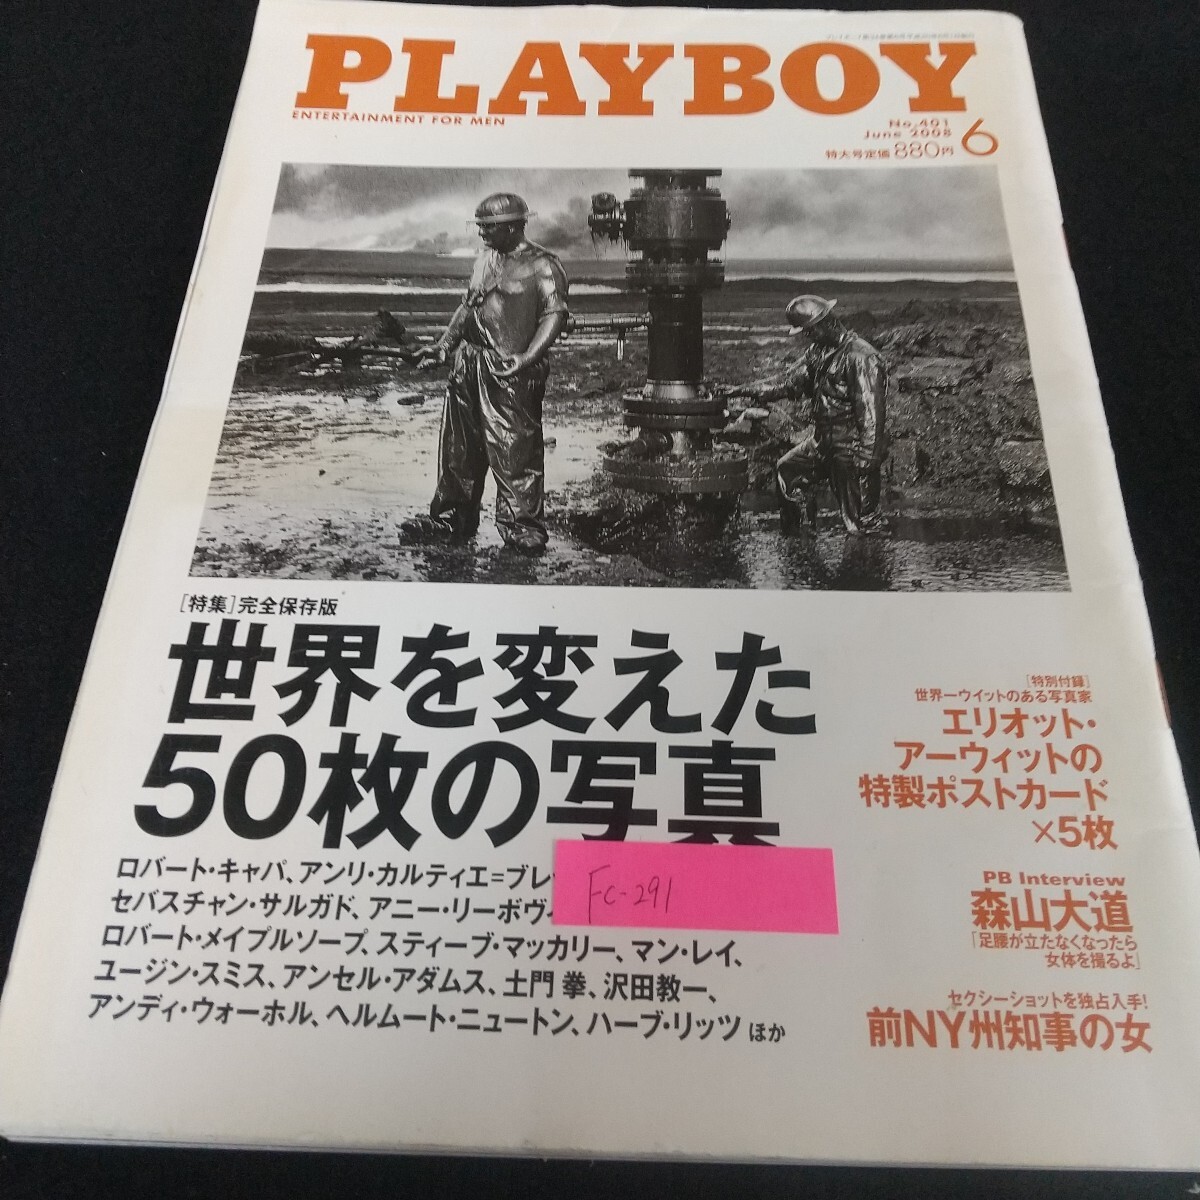 PLAYBOY
ENTERTAINMENT FOR MEN
No.401
June 2008
6
特大号定価880円
[特集]完全保存版
世界を変えた
50枚の写真
ロバート・キャパ、アンリ・カルティエ=ブレ
セバスチャン・サルガド、アニー・リーボヴィ
ロバート・メイプルソープ、スティーブ・マッカリー、マン・レイ、
ユージン・スミス、アンセル・アダムス、土門 拳、沢田教一、
アンディ・ウォーホル、ヘルムート・ニュートン、ハーブ・リッツ ほか
FC-291
[特別付録]
世界一ウイットのある写真家
エリオット・
アーウィットの
特製ポストカード
×5枚
PB Interview
森山大道
「足腰が立たなくなったら
女体を撮るよ」
セクシーショットを独占入手!
前NY州知事の女